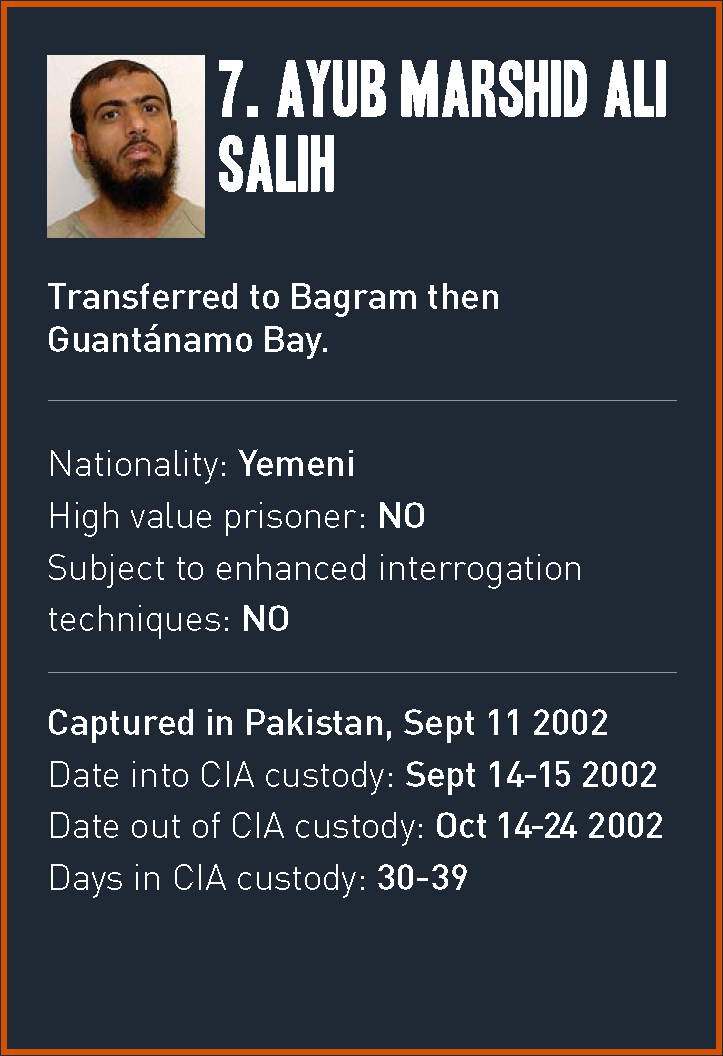 7. AYUB MARSHID ALI
SALIH
Transferred to Bagram then
Guantánamo Bay.
Nationality: Yemeni
High value prisoner: NO
Subject to enhanced interrogation
techniques: NO
Captured in Pakistan, Sept 11 2002
Date into CIA custody: Sept 14-15 2002
Date out of CIA custody: Oct 14-24 2002
Days in CIA custody: 30-39